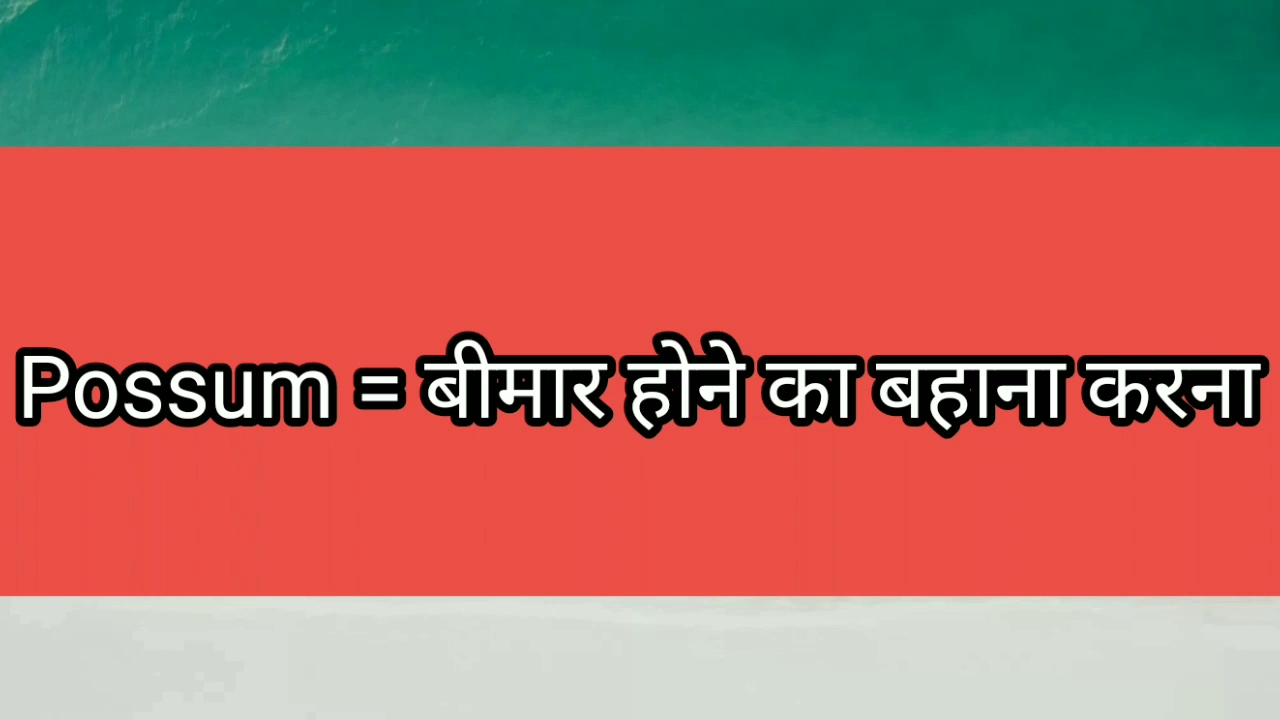 Possum = बीमार होने का बहाना करना